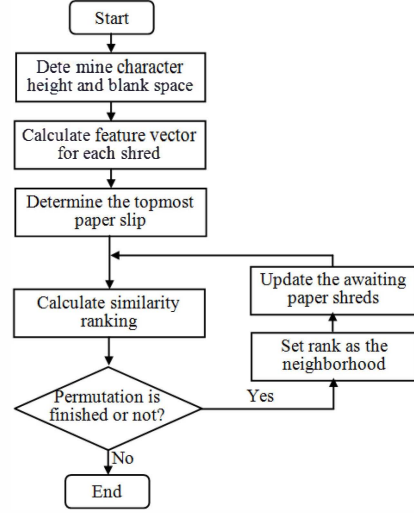 Start
Dete mine character
height and blank space
Calculate feature vector
for each shred
Determine the topmost
paper slip
Update the awaiting
paper shreds
Calculate similarity
ranking
Set rank as the
neighborhood
Permutation is
finished or not?
Yes
No
End